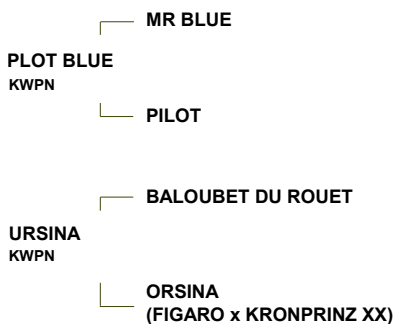 MR BLUE
PLOT BLUE
KWPN
PILOT
BALOUBET DU ROUET
URSINA
KWPN
ORSINA
(FIGARO x KRONPRINZ XX)